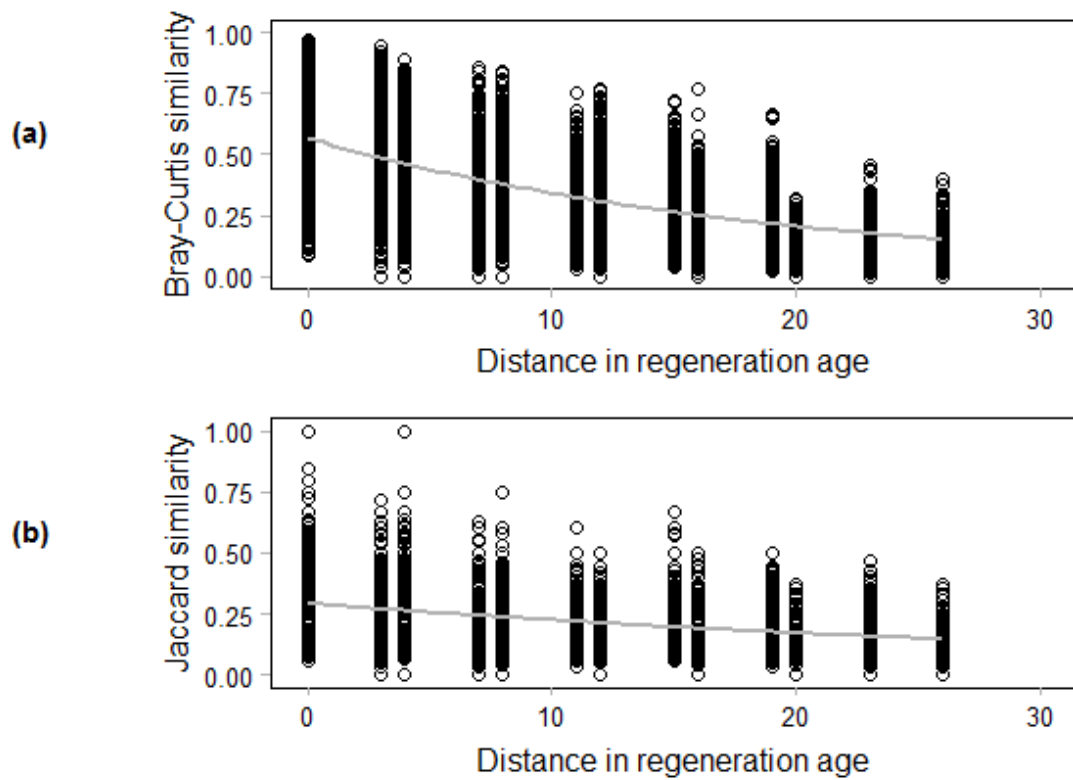 (a)
Bray-Curtis similarity
1.00
0.75
0.50
0.25
0.00
0 10 20 30
Distance in regeneration age
(b)
Jaccard similarity
1.00
0.75
0.50
0.25
0.00
0 10 20 30
Distance in regeneration age